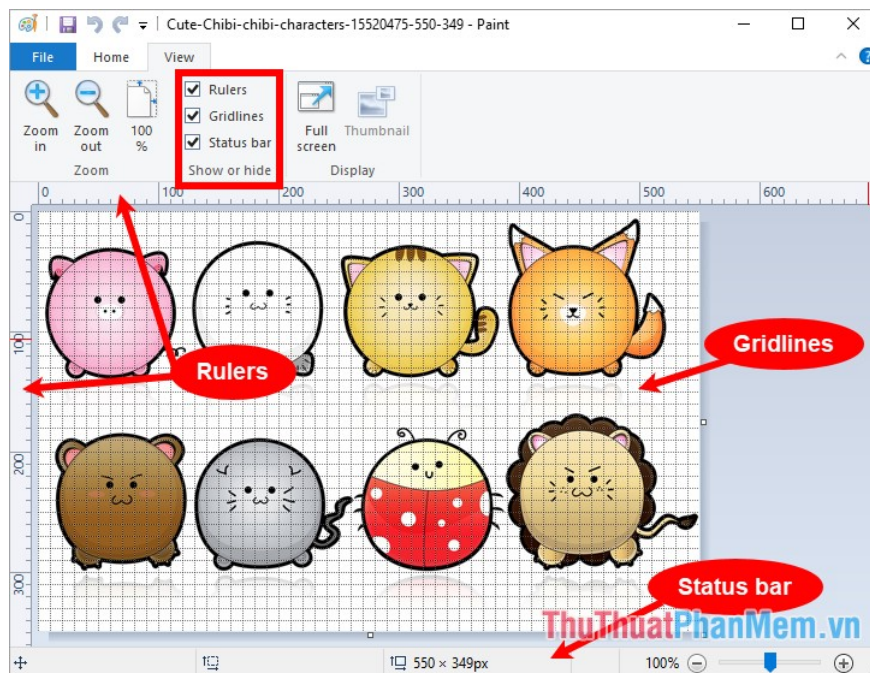 Cute-Chibi-chibi-characters-15520475-550-349 - Paint
File Home View
Rulers
Gridlines
Status bar
Zoom in
Zoom out
100 %
Full screen
Thumbnail
Zoom
Show or hide
Display
0 100 200 300 400 500 600
0
100
200
300
Rulers
Gridlines
Status bar
ThuThuatPhanMem.vn
550 × 349px
100%